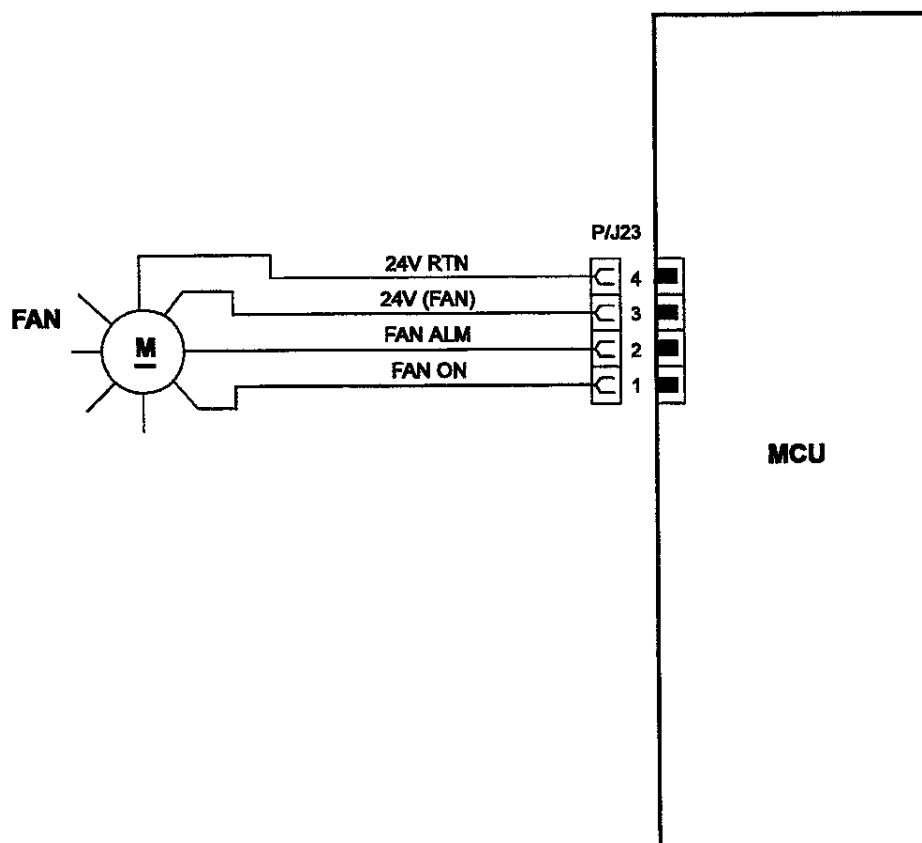 P/J23
24V RTN
4
24V (FAN)
3
FAN
M
FAN ALM
2
FAN ON
1
MCU